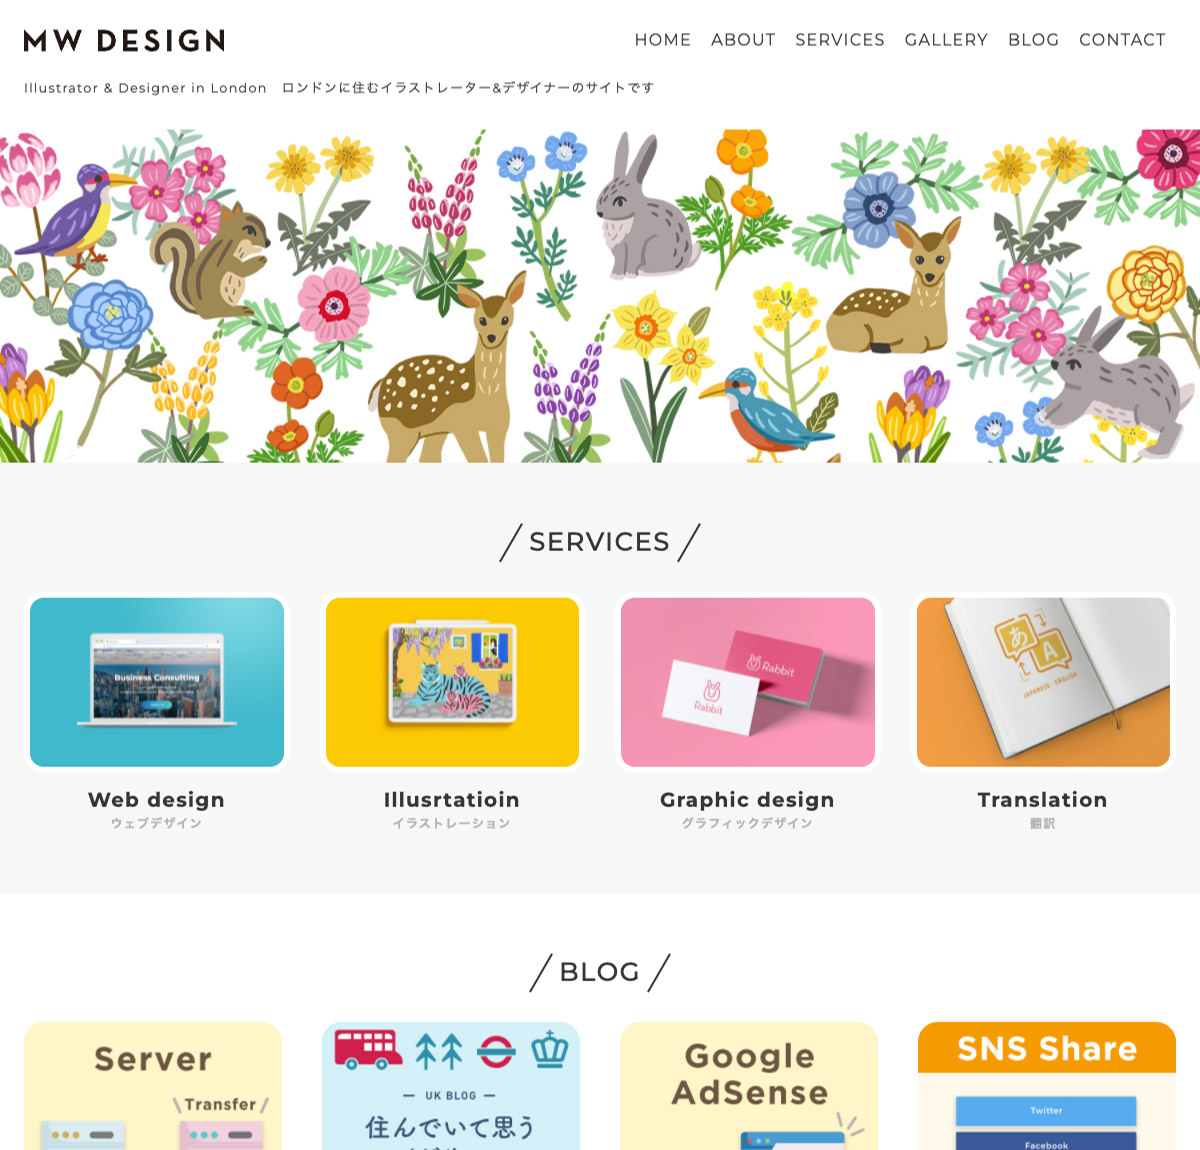 MW DESIGN
HOME ABOUT SERVICES GALLERY BLOG CONTACT
Illustrator & Designer in London ロンドンに住むイラストレーター&デザイナーのサイトです
SERVICES
Business Consulting
Rabbit
Rabbit
あ
A
JAPANESE - ENGLISH
Web design
ウェブデザイン
Illusrtatioin
イラストレーション
Graphic design
グラフィックデザイン
Translation
翻訳
BLOG
Server
Transfer
UK BLOG
住んでいて思う
Google
AdSense
SNS Share
Twitter
Facebook